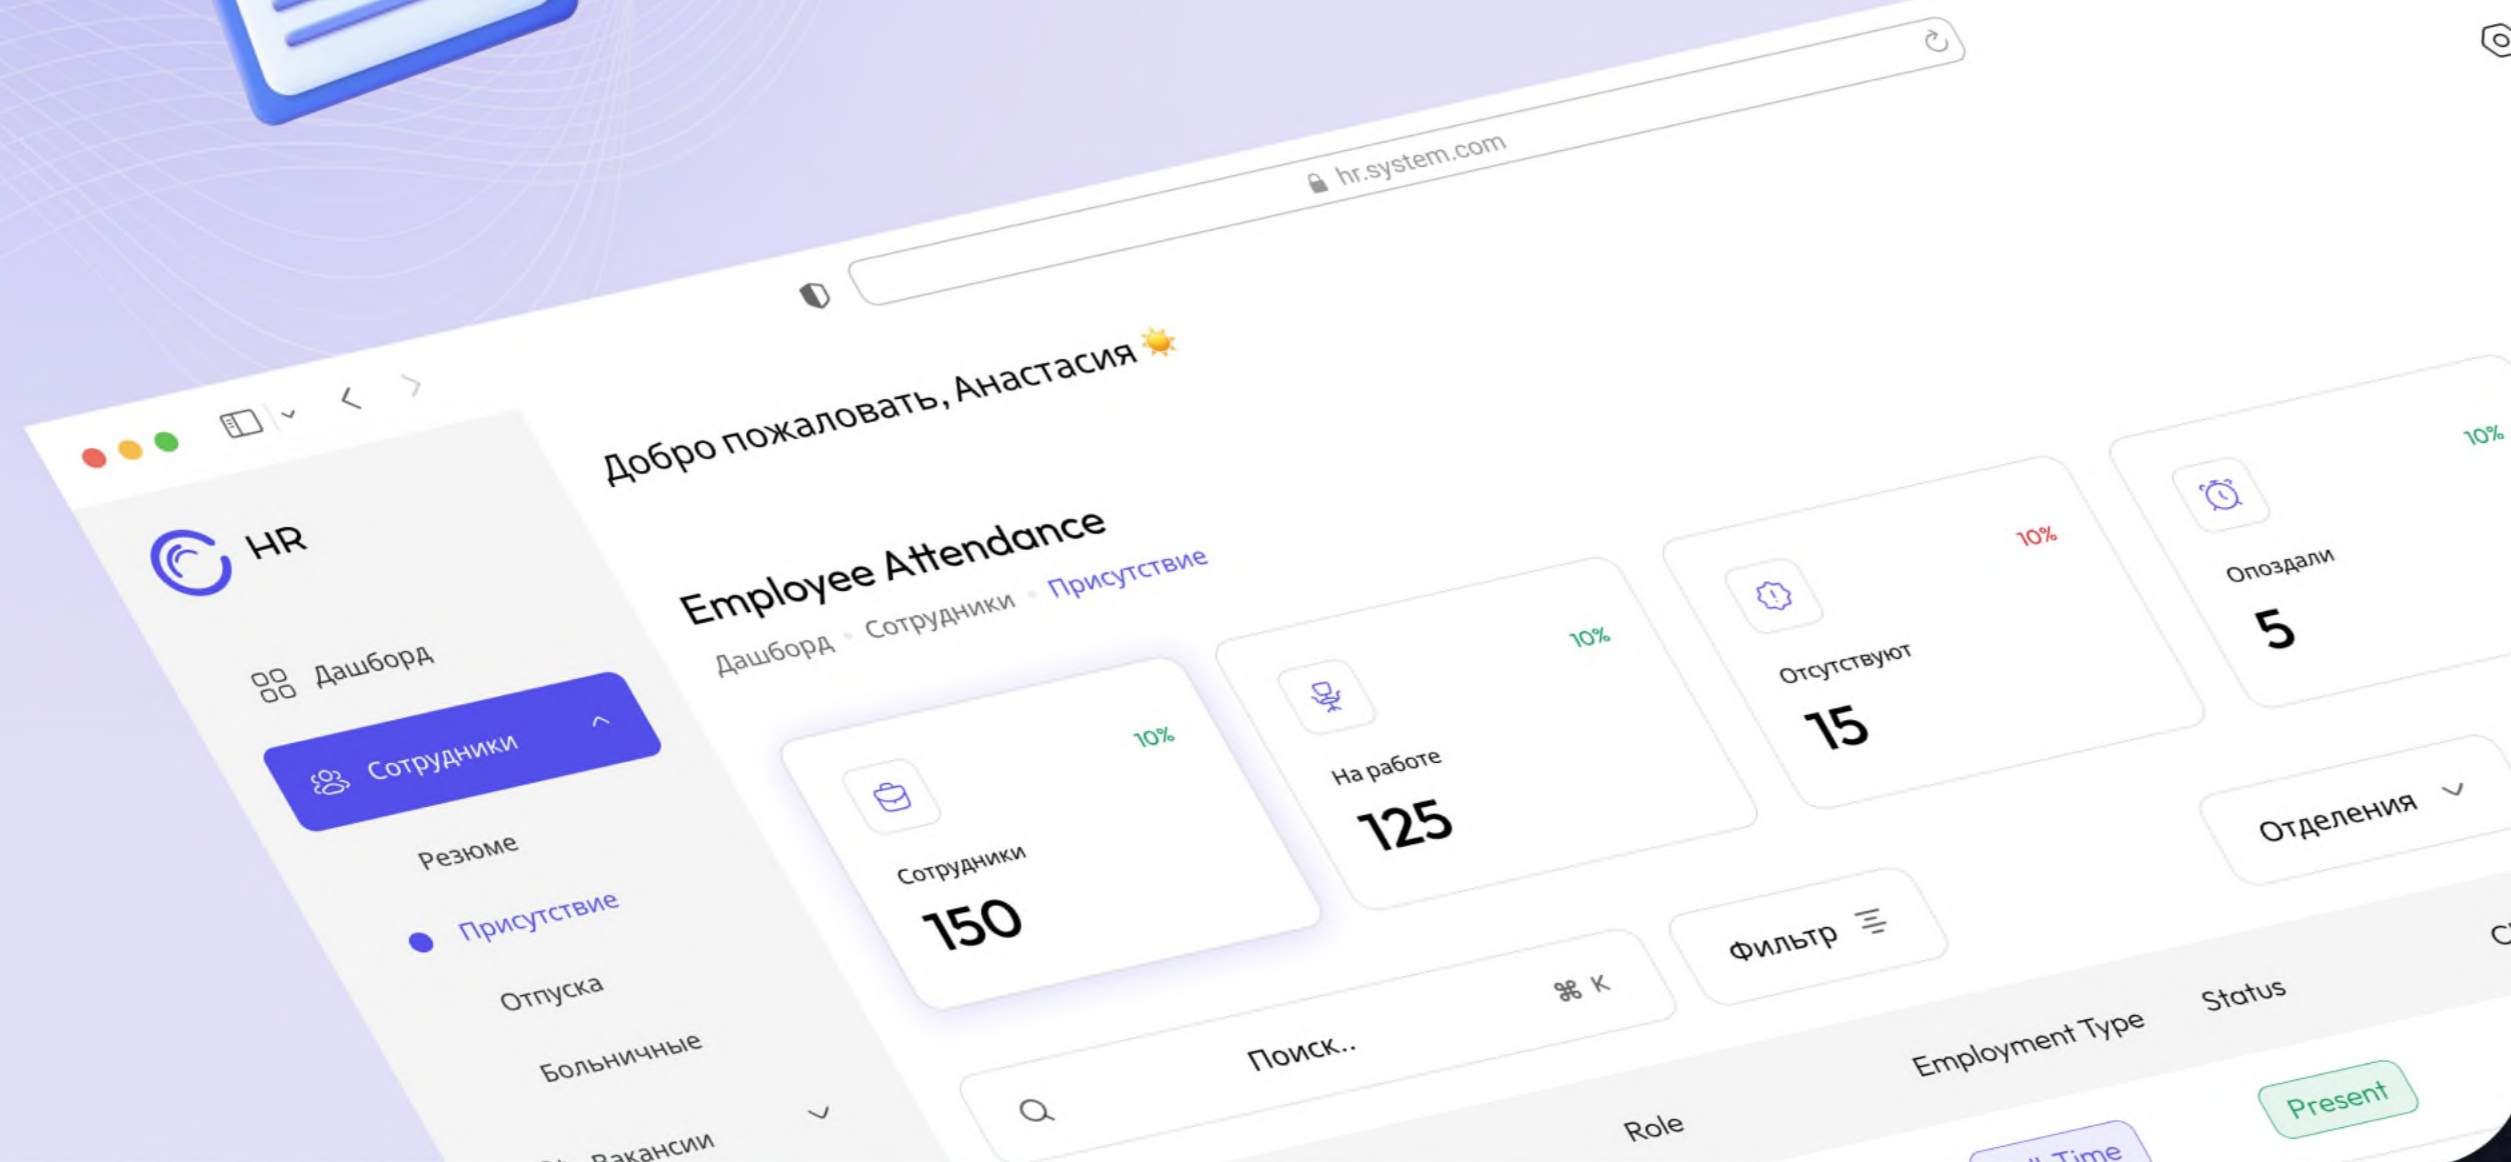 hr.system.com
Добро пожаловать, Анастасия
HR
Employee Attendance
Дашборд • Сотрудники • Присутствие
Дашборд
Сотрудники
Резюме
Присутствие
Отпуска
Больничные
Вакансии
10%
Сотрудники
150
10%
На работе
125
10%
Отсутствуют
15
10%
Опоздали
5
Поиск..
⌘ K
Фильтр
Отделения
Role
Employment Type
Status
Time
Present